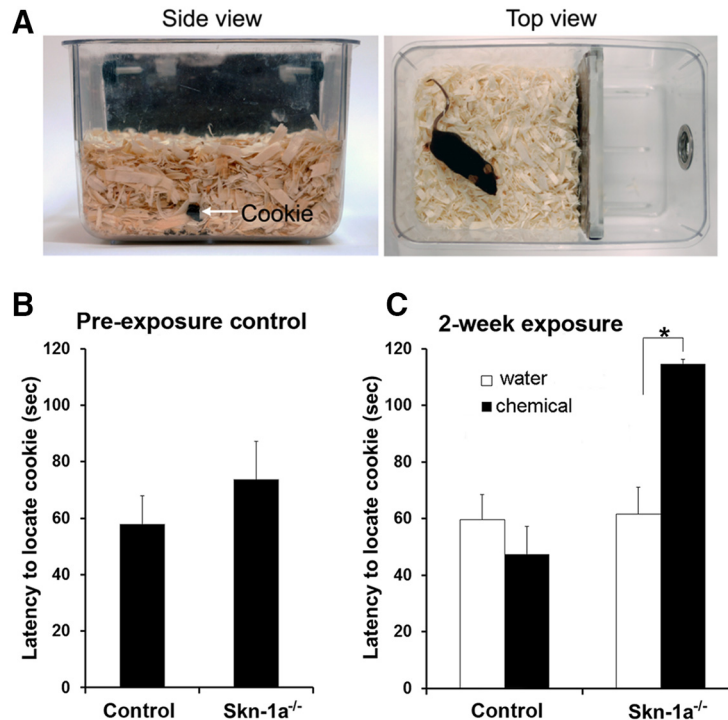 A
Side view
Top view
Cookie
B
Pre-exposure control
Latency to locate cookie (sec)
120
100
80
60
40
20
0
Control
Skn-1a-/-
C
2-week exposure
Latency to locate cookie (sec)
120
100
80
60
40
20
0
water
chemical
*
Control
Skn-1a-/-